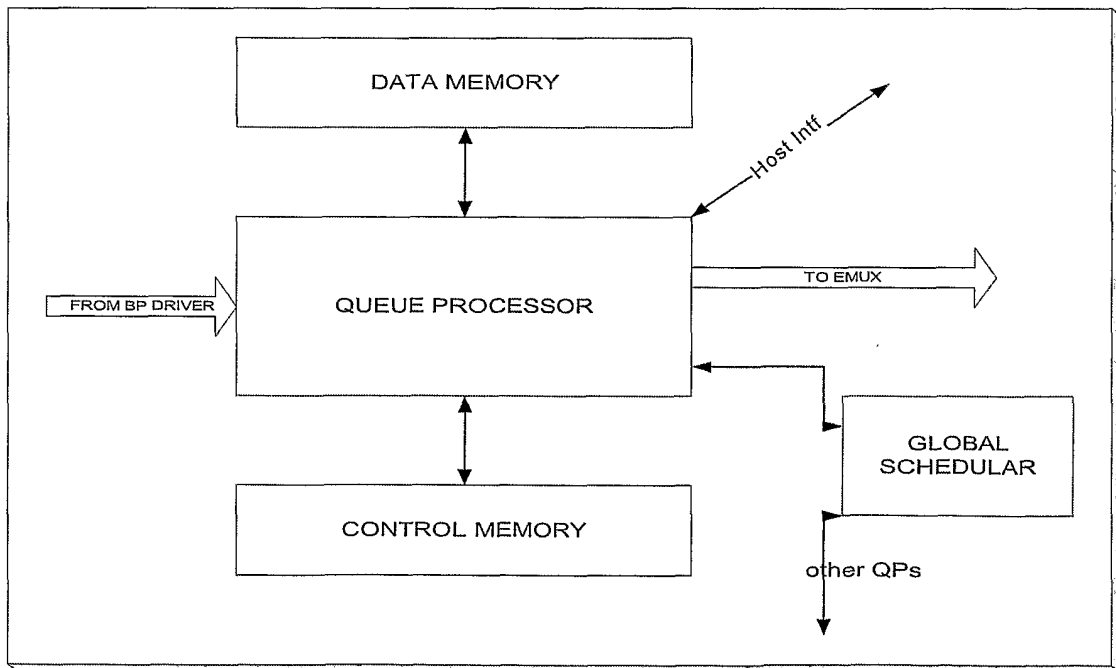 DATA MEMORY
Host Intf
TO EMUX
FROM BP DRIVER
QUEUE PROCESSOR
GLOBAL
SCHEDULAR
CONTROL MEMORY
other QPs